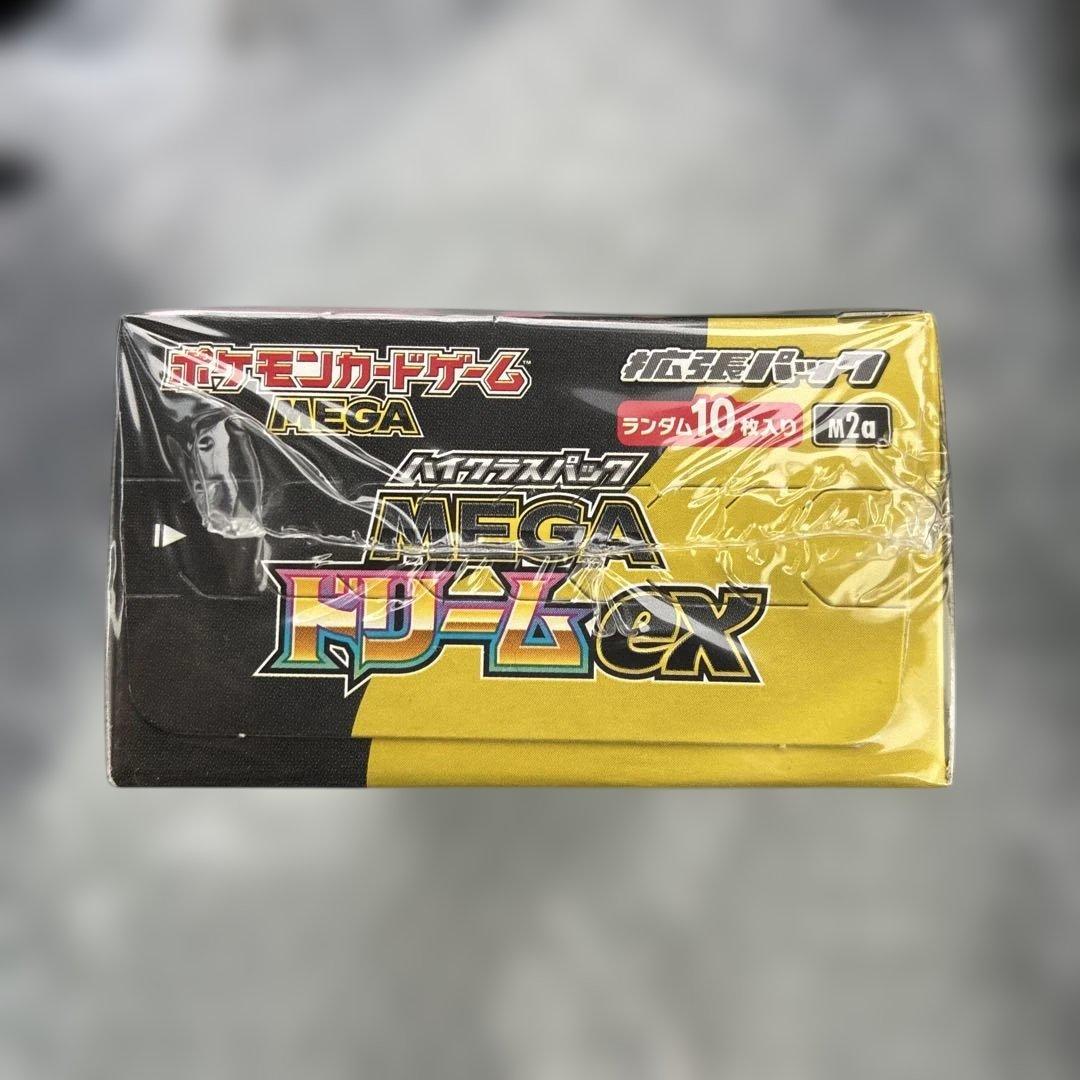 ポケモンカードゲーム™
MEGA
拡張パック
ランダム10枚入り
M2a
ハイクラスパック
MEGA
ドリームex